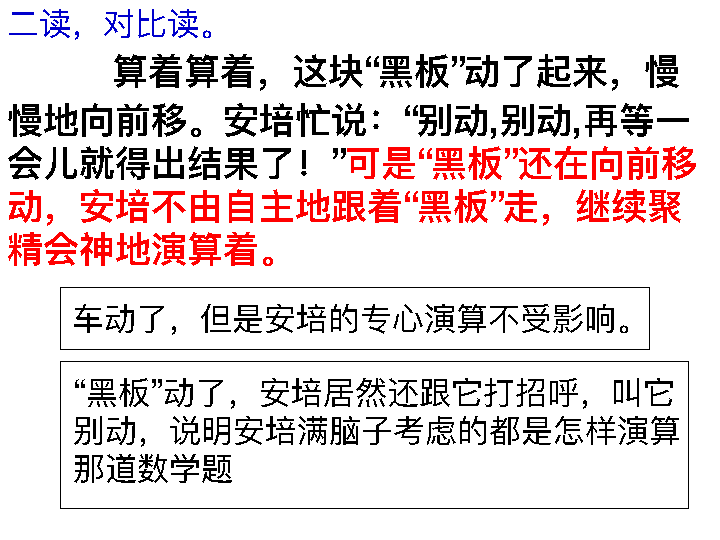 二读，对比读。
算着算着，这块“黑板”动了起来，慢
慢地向前移。安培忙说：“别动,别动,再等一
会儿就得出结果了！”可是“黑板”还在向前移
动，安培不由自主地跟着“黑板”走，继续聚
精会神地演算着。
车动了，但是安培的专心演算不受影响。
“黑板”动了，安培居然还跟它打招呼，叫它
别动，说明安培满脑子考虑的都是怎样演算
那道数学题